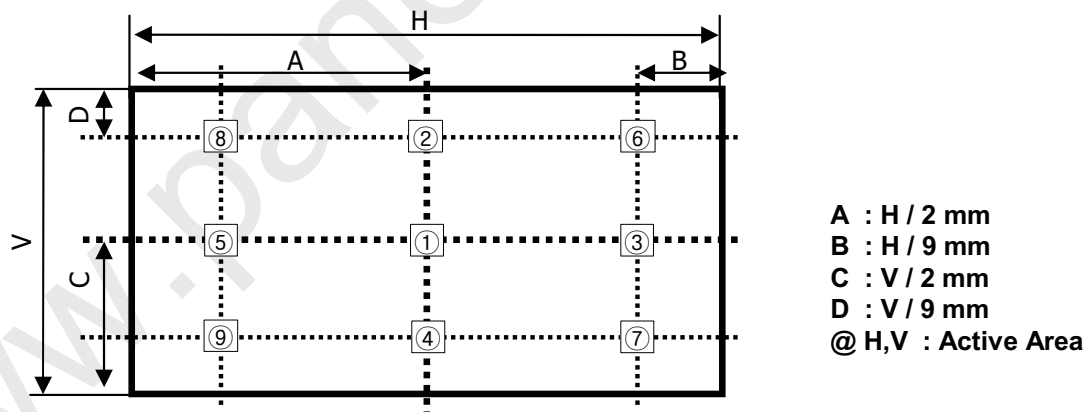 H
A
B
D
⑧ ② ⑥
V
⑤ ① ③
C
⑨ ④ ⑦
A : H / 2 mm
B : H / 9 mm
C : V / 2 mm
D : V / 9 mm
@ H,V : Active Area
w.pan